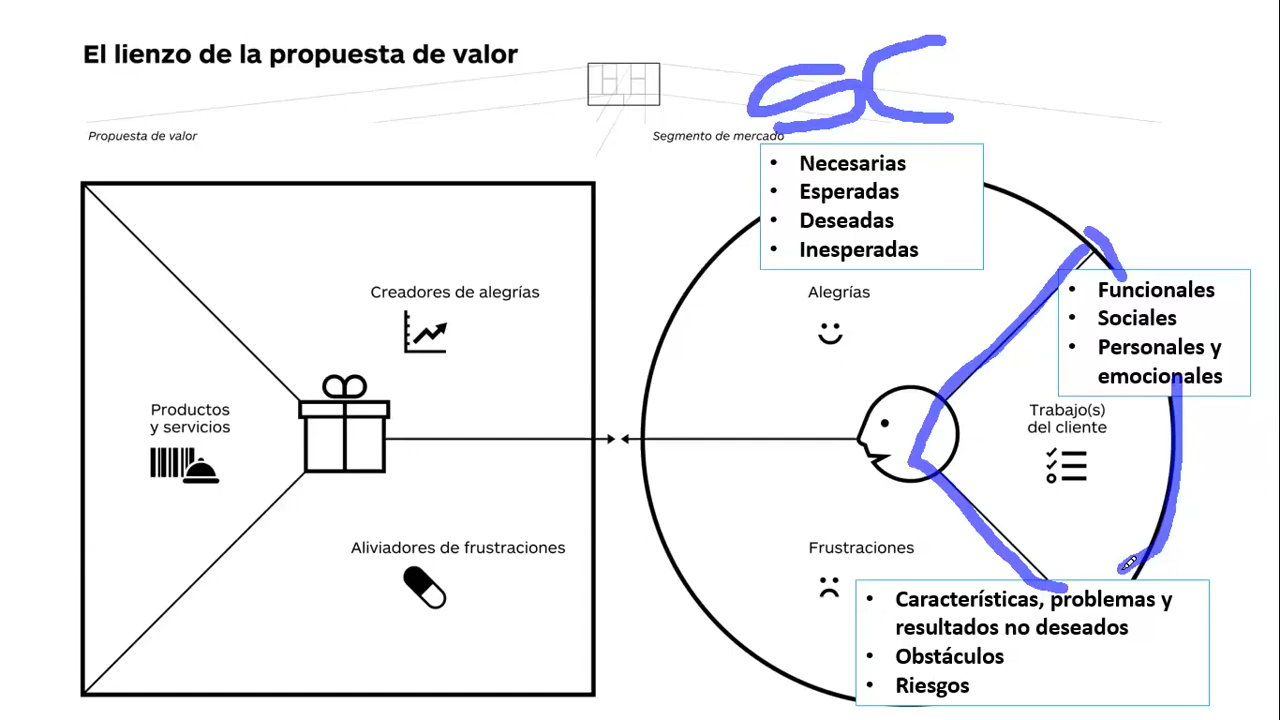 El lienzo de la propuesta de valor
SC
Propuesta de valor
Segmento de mercado
• Necesarias
• Esperadas
• Deseadas
• Inesperadas
Creadores de alegrías
Alegrías
• Funcionales
• Sociales
• Personales y
emocionales
Productos
y servicios
Trabajo(s)
del cliente
Aliviadores de frustraciones
Frustraciones
• Características, problemas y
resultados no deseados
• Obstáculos
• Riesgos